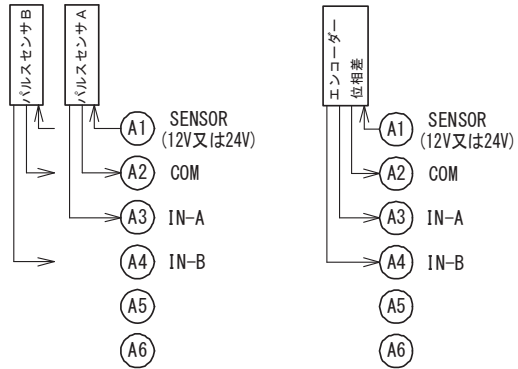 パルスセンサB
パルスセンサA
A1 SENSOR
(12V又は24V)
A2 COM
A3 IN-A
A4 IN-B
A5
A6
エンコーダー
位相差
A1 SENSOR
(12V又は24V)
A2 COM
A3 IN-A
A4 IN-B
A5
A6